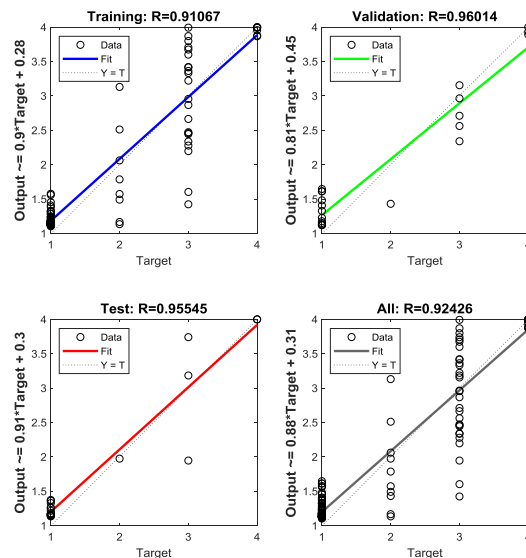 Training: R=0.91067
Output ~= 0.9*Target + 0.28
4
3.5
3
2.5
2
1.5
1
Data
Fit
Y = T
1 2 3 4
Target
Validation: R=0.96014
Output ~= 0.81*Target + 0.45
4
3.5
3
2.5
2
1.5
1
Data
Fit
Y = T
1 2 3 4
Target
Test: R=0.95545
Output ~= 0.91*Target + 0.3
4
3.5
3
2.5
2
1.5
1
Data
Fit
Y = T
1 2 3 4
Target
All: R=0.92426
Output ~= 0.88*Target + 0.31
4
3.5
3
2.5
2
1.5
1
Data
Fit
Y = T
1 2 3 4
Target